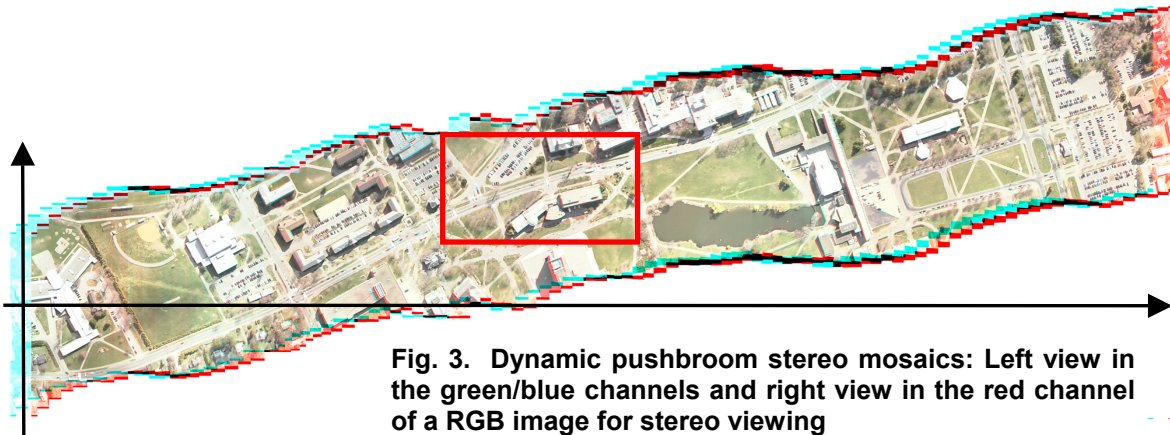 Fig. 3. Dynamic pushbroom stereo mosaics: Left view in
the green/blue channels and right view in the red channel
of a RGB image for stereo viewing